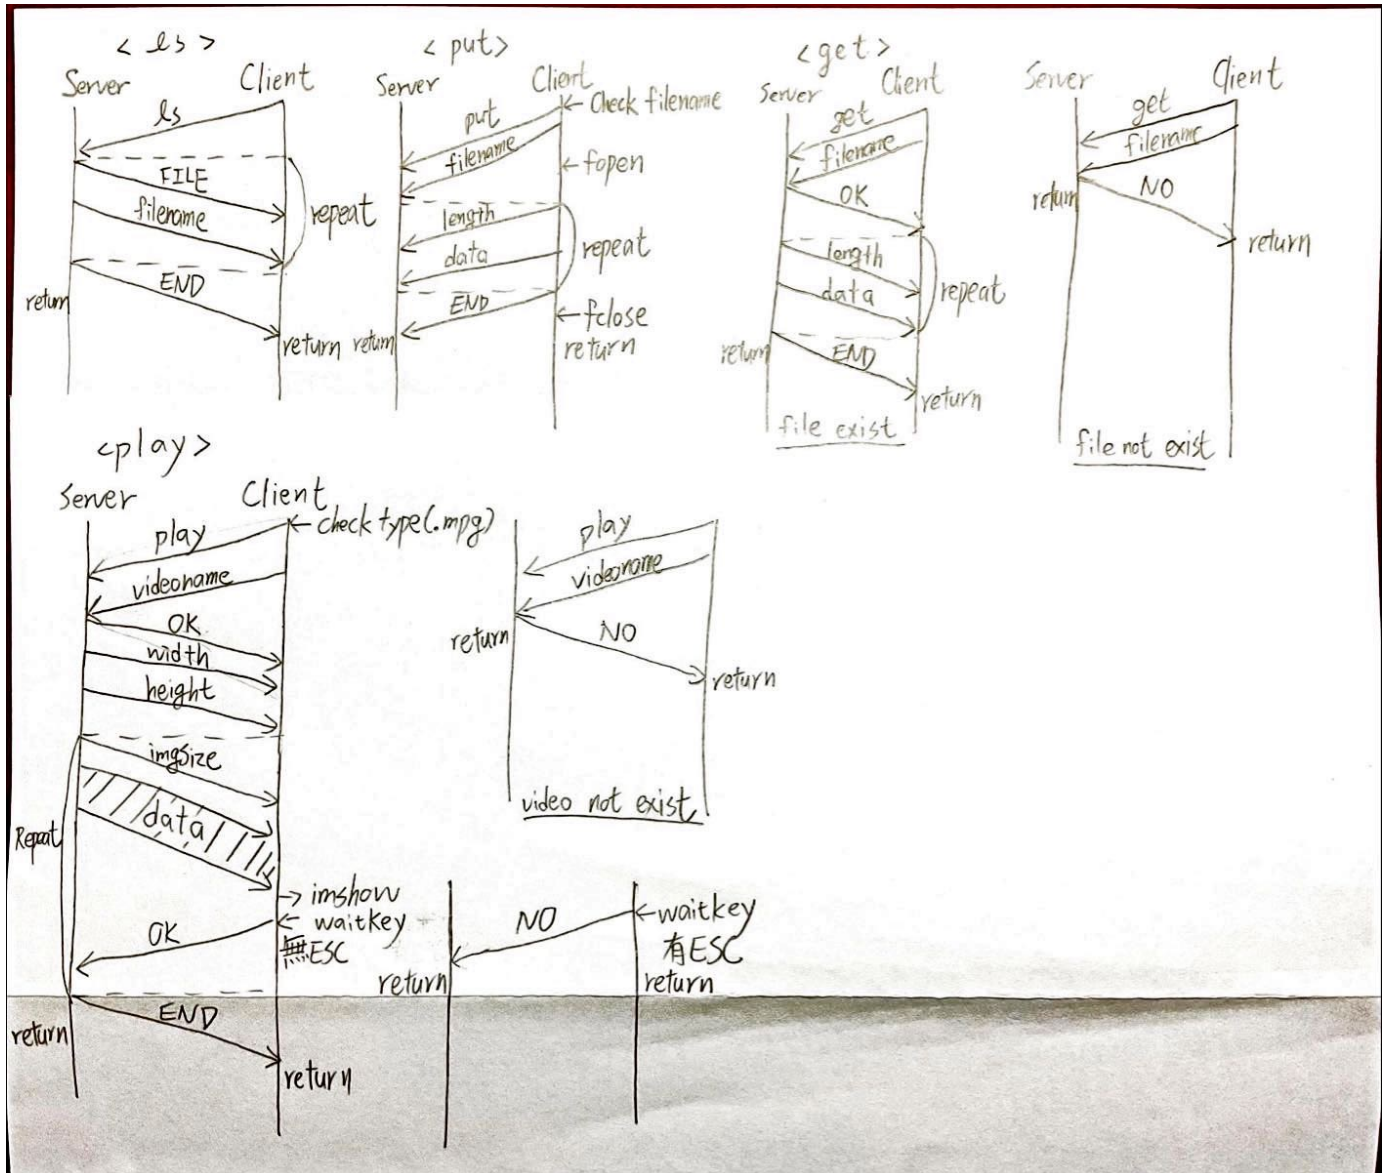 <ls>
Server Client
ls
FILE
filename
repeat
END
return
return
<put>
Server Client
← Check filename
put
filename
← fopen
length
data
repeat
END
← fclose
return
return
<get>
Server Client
get
filename
OK
length
data
repeat
END
return
return
file exist
Server Client
get
filename
NO
return
return
file not exist
<play>
Server Client
← check type(.mpg)
play
videoname
OK
width
height
imgSize
data
Repeat
→ imshow
← waitkey
無ESC
OK
END
return
return
play
videoname
NO
return
return
video not exist
← waitkey
NO
有ESC
return
return